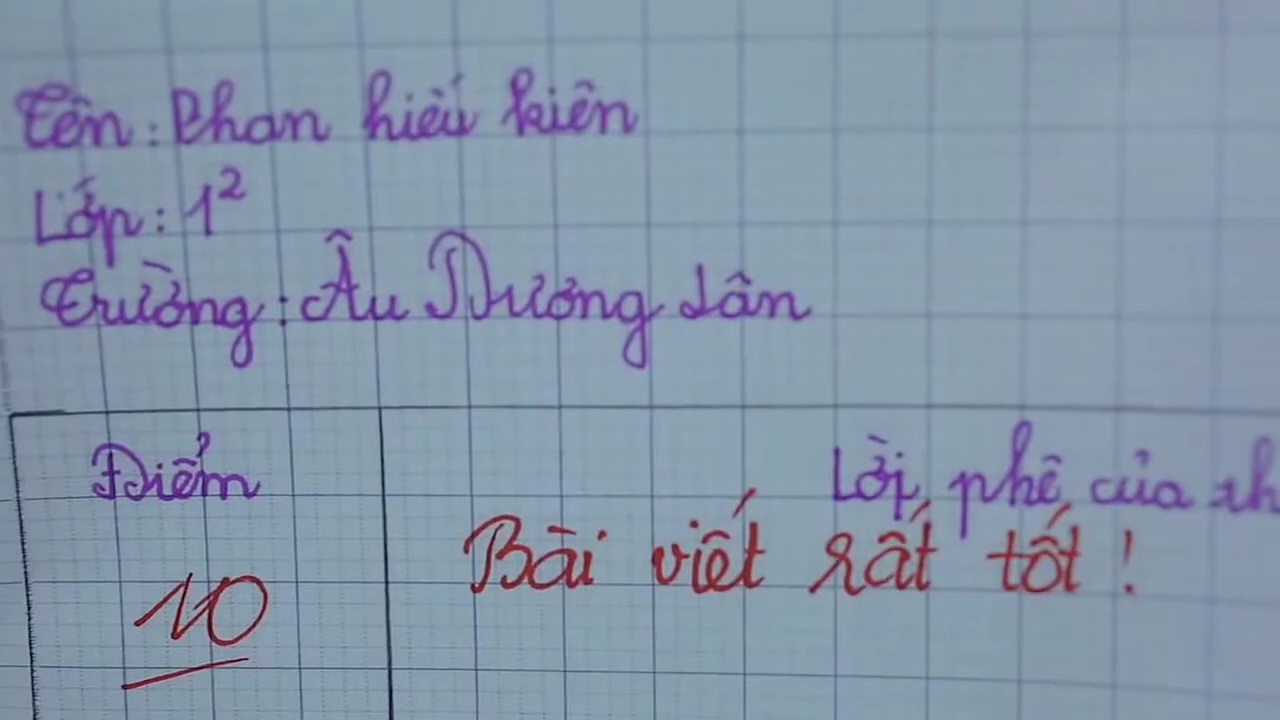 Tên: Phan hiếu kiên
Lớp: 1²
Trường: Âu Dương Lân
Điểm
Lời phê của
10
Bài viết rất tốt!